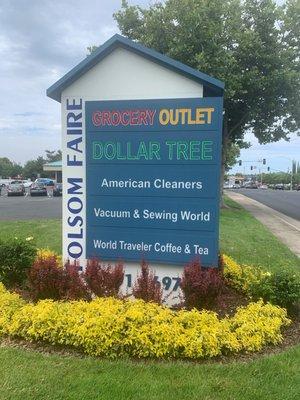 FOLSOM FAIRE
GROCERY OUTLET
DOLLAR TREE
American Cleaners
Vacuum & Sewing World
World Traveler Coffee & Tea